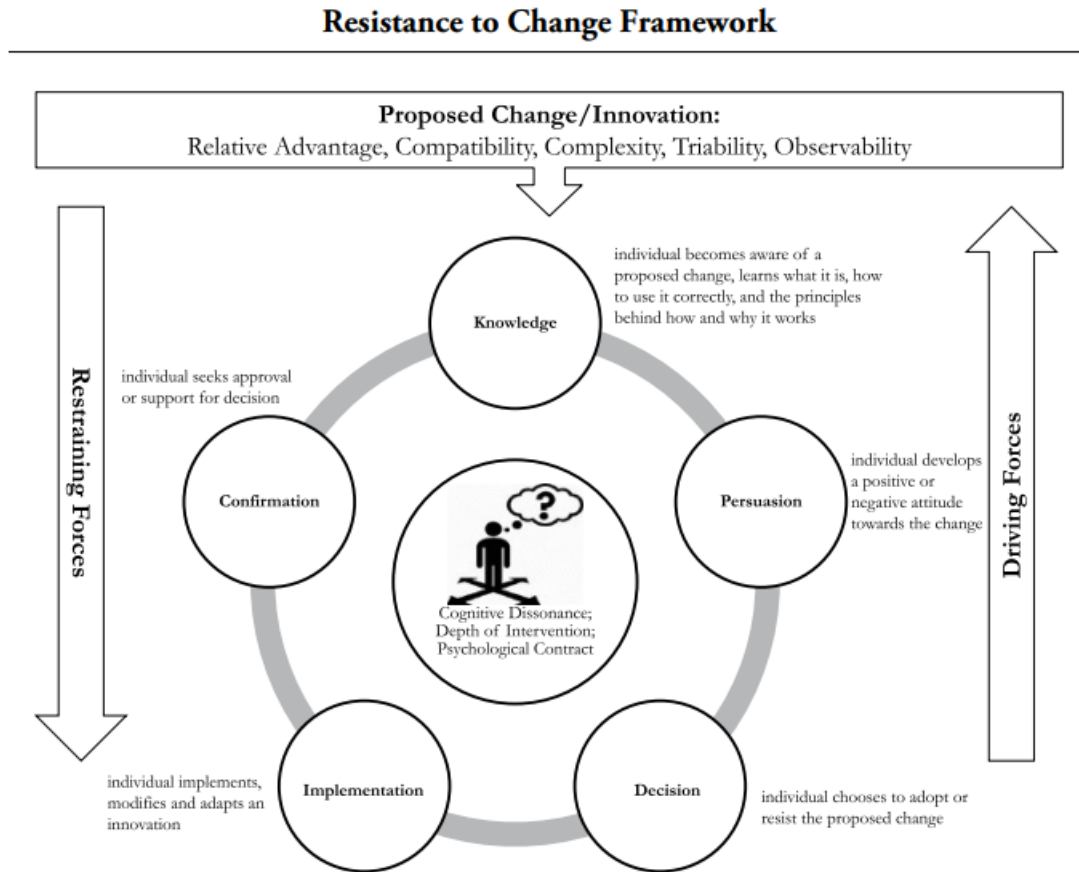 Resistance to Change Framework
Proposed Change/Innovation:
Relative Advantage, Compatibility, Complexity, Triability, Observability
Restraining Forces
Driving Forces
Knowledge
individual becomes aware of a
proposed change, learns what it is, how
to use it correctly, and the principles
behind how and why it works
individual seeks approval
or support for decision
Confirmation
Persuasion
individual develops
a positive or
negative attitude
towards the change
?
Cognitive Dissonance;
Depth of Intervention;
Psychological Contract
individual implements,
modifies and adapts an
innovation
Implementation
Decision
individual chooses to adopt or
resist the proposed change